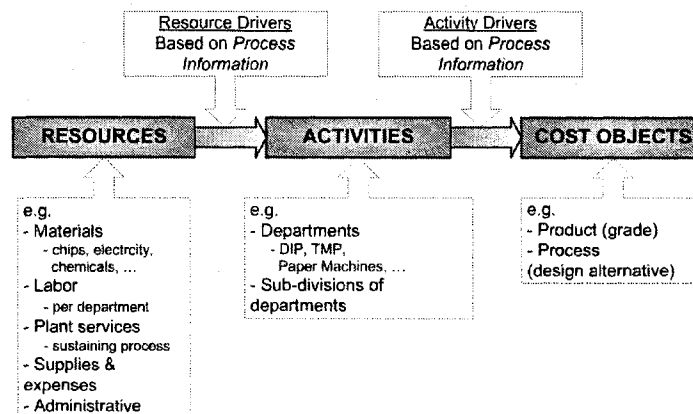 Resource Drivers
Based on Process
Information
Activity Drivers
Based on Process
Information
RESOURCES
ACTIVITIES
COST OBJECTS
e.g.
- Materials
- chips, electrcity,
chemicals, ...
- Labor
- per department
- Plant services
- sustaining process
- Supplies &
expenses
- Administrative
e.g.
- Departments
- DIP, TMP,
Paper Machines, ...
- Sub-divisions of
departments
e.g.
- Product (grade)
- Process
(design alternative)